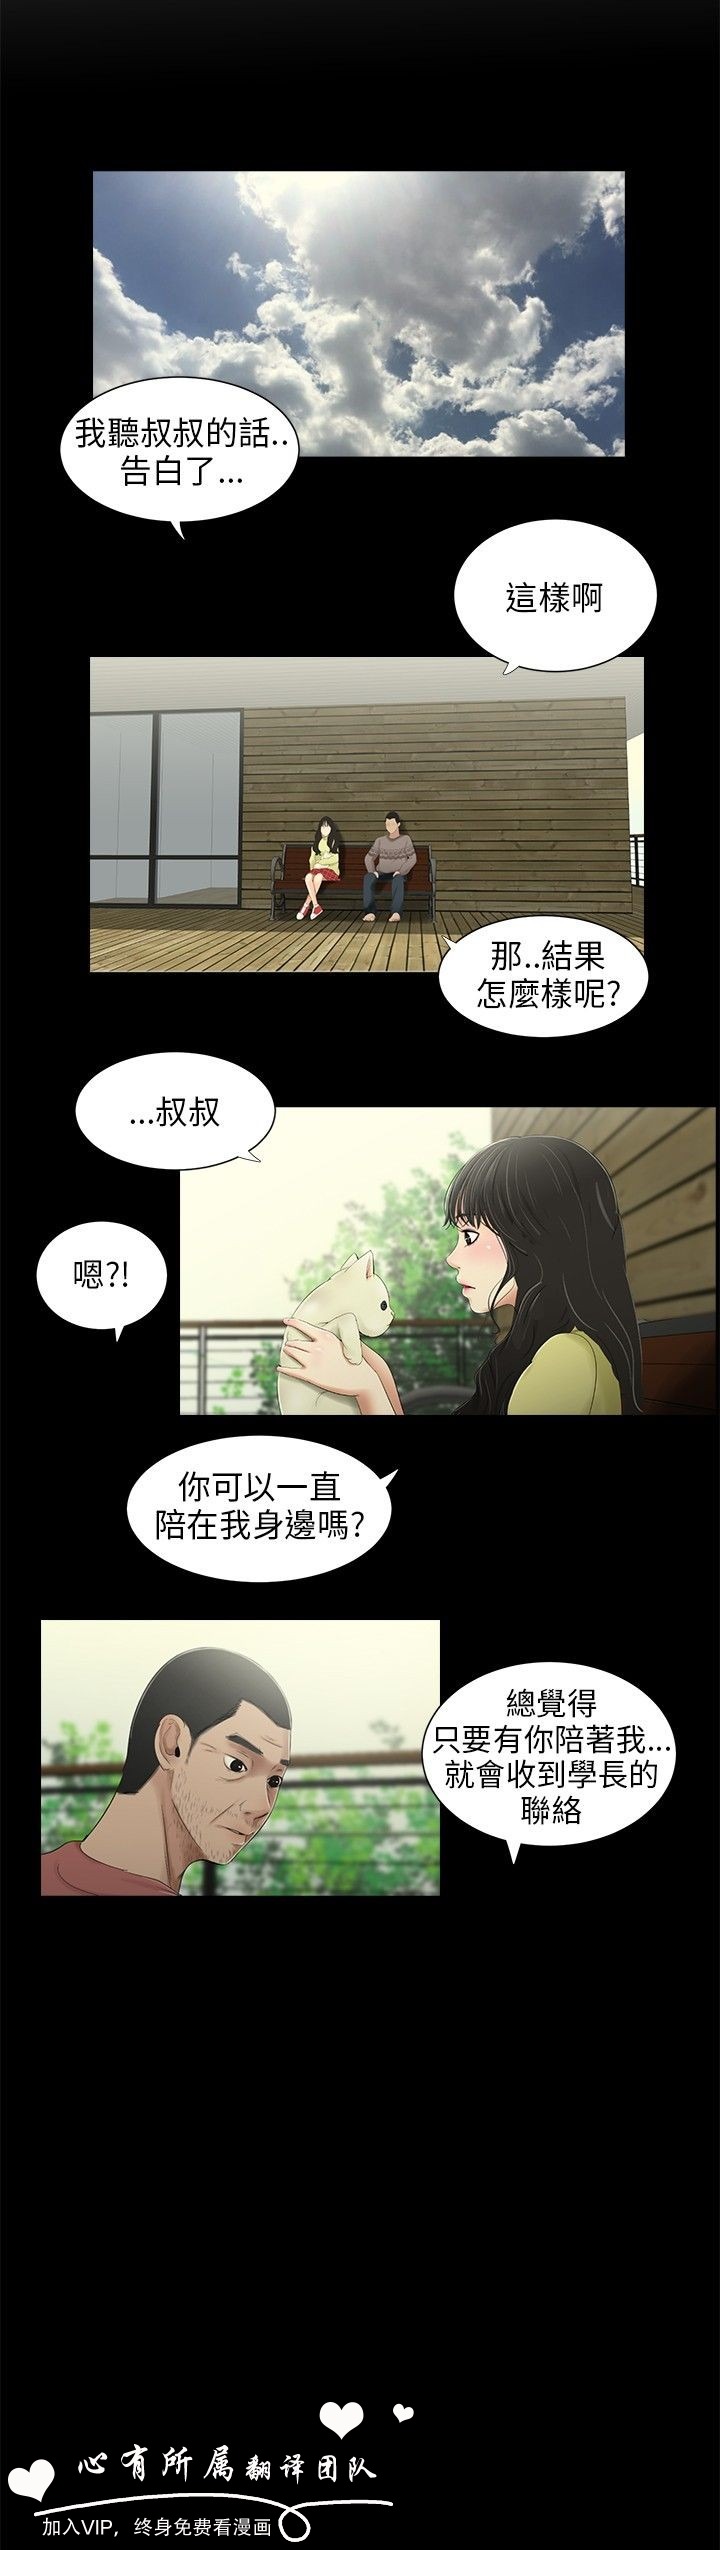 我聽叔叔的話..
告白了...
這樣啊
那..結果
怎麼樣呢?
...叔叔
嗯?!
你可以一直
陪在我身邊嗎?
總覺得
只要有你陪著我...
就會收到學長的
聯絡
心有所属翻译团队
加入VIP，终身免费看漫画